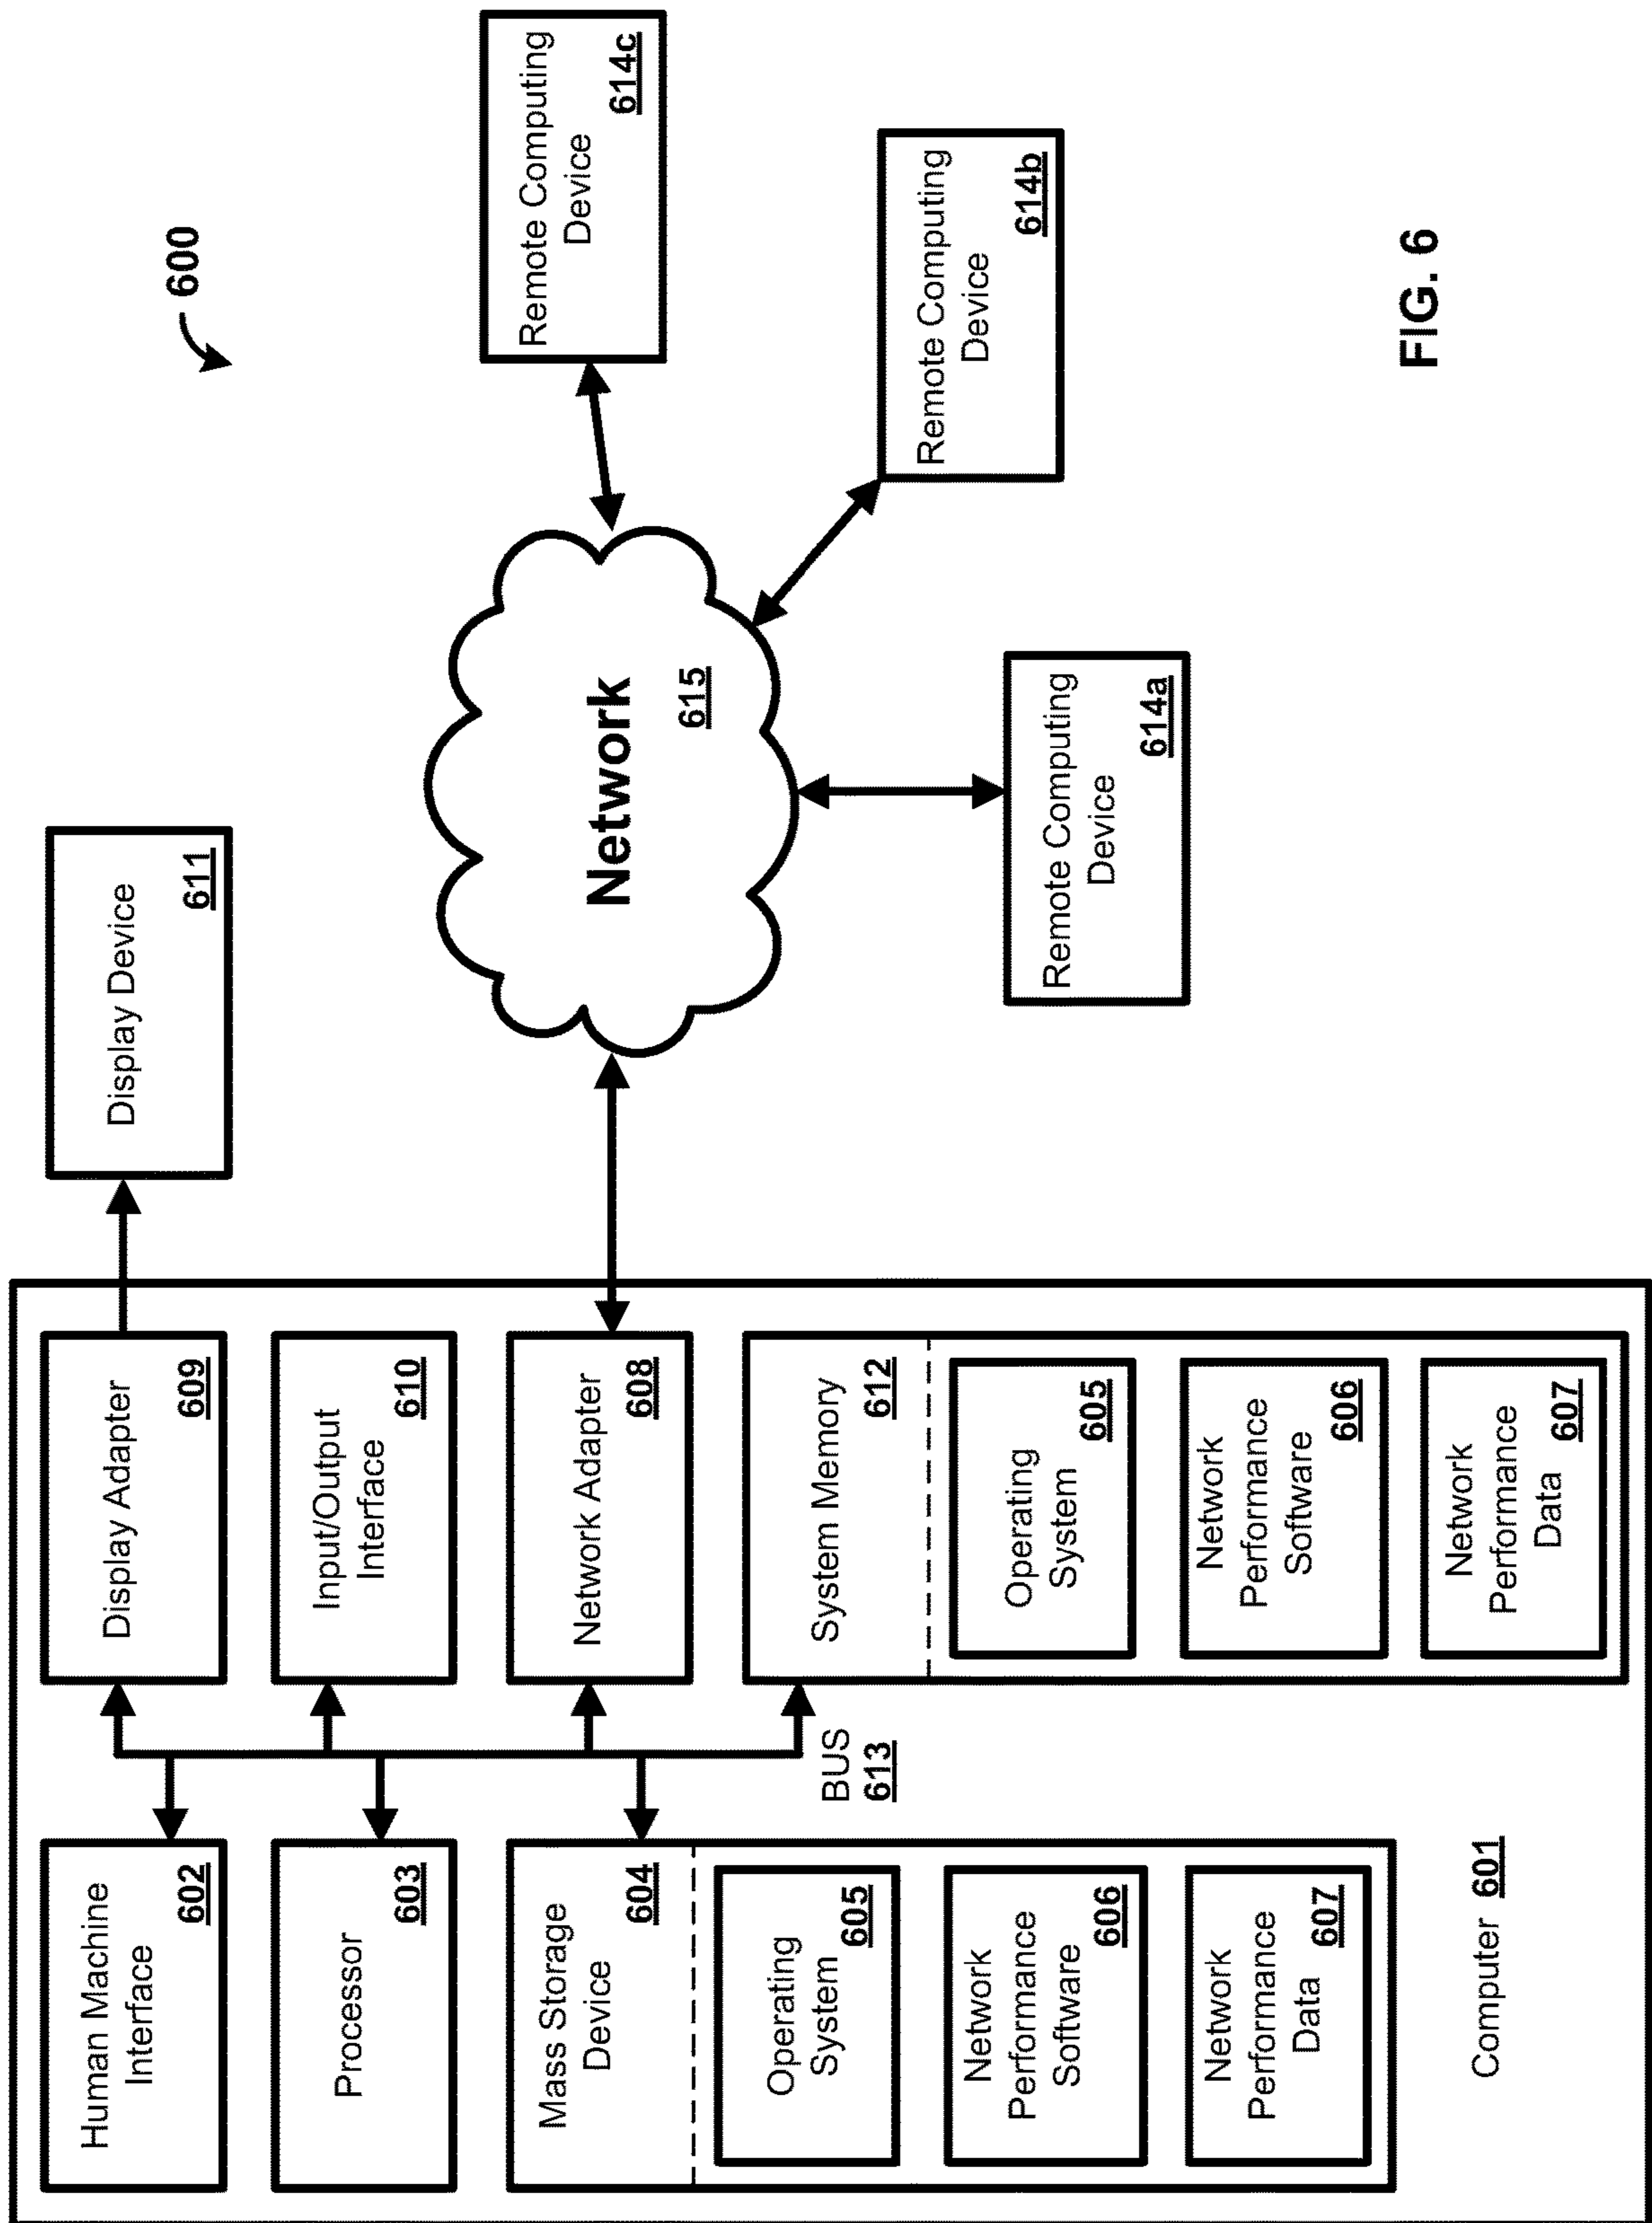 600
Human Machine
Interface
602
Processor
603
Mass Storage
Device
604
Operating
System
605
Network
Performance
Software
606
Network
Performance
Data
607
Computer 601
BUS
613
Display Adapter
609
Input/Output
Interface
610
Network Adapter
608
System Memory
612
Operating
System
605
Network
Performance
Software
606
Network
Performance
Data
607
Display Device
611
Network
615
Remote Computing
Device
614a
Remote Computing
Device
614b
Remote Computing
Device
614c
FIG. 6